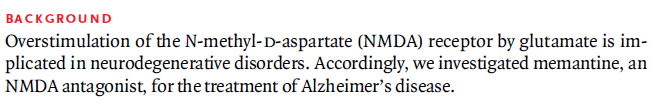 BACKGROUND
Overstimulation of the N-methyl-D-aspartate (NMDA) receptor by glutamate is im-
plicated in neurodegenerative disorders. Accordingly, we investigated memantine, an
NMDA antagonist, for the treatment of Alzheimer’s disease.